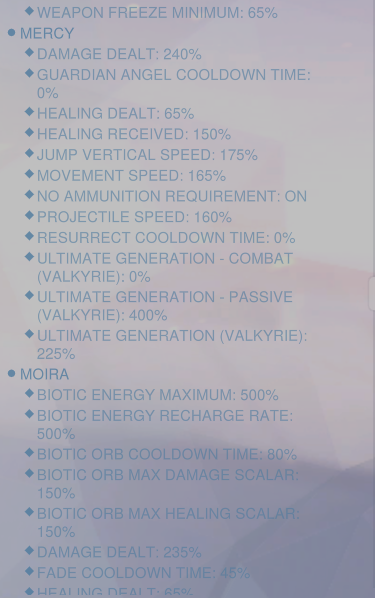 WEAPON FREEZE MINIMUM: 65%
MERCY
DAMAGE DEALT: 240%
GUARDIAN ANGEL COOLDOWN TIME:
0%
HEALING DEALT: 65%
HEALING RECEIVED: 150%
JUMP VERTICAL SPEED: 175%
MOVEMENT SPEED: 165%
NO AMMUNITION REQUIREMENT: ON
PROJECTILE SPEED: 160%
RESURRECT COOLDOWN TIME: 0%
ULTIMATE GENERATION - COMBAT
(VALKYRIE): 0%
ULTIMATE GENERATION - PASSIVE
(VALKYRIE): 400%
ULTIMATE GENERATION (VALKYRIE):
225%
MOIRA
BIOTIC ENERGY MAXIMUM: 500%
BIOTIC ENERGY RECHARGE RATE:
500%
BIOTIC ORB COOLDOWN TIME: 80%
BIOTIC ORB MAX DAMAGE SCALAR:
150%
BIOTIC ORB MAX HEALING SCALAR:
150%
DAMAGE DEALT: 235%
FADE COOLDOWN TIME: 45%
HEALING DEALT: 65%